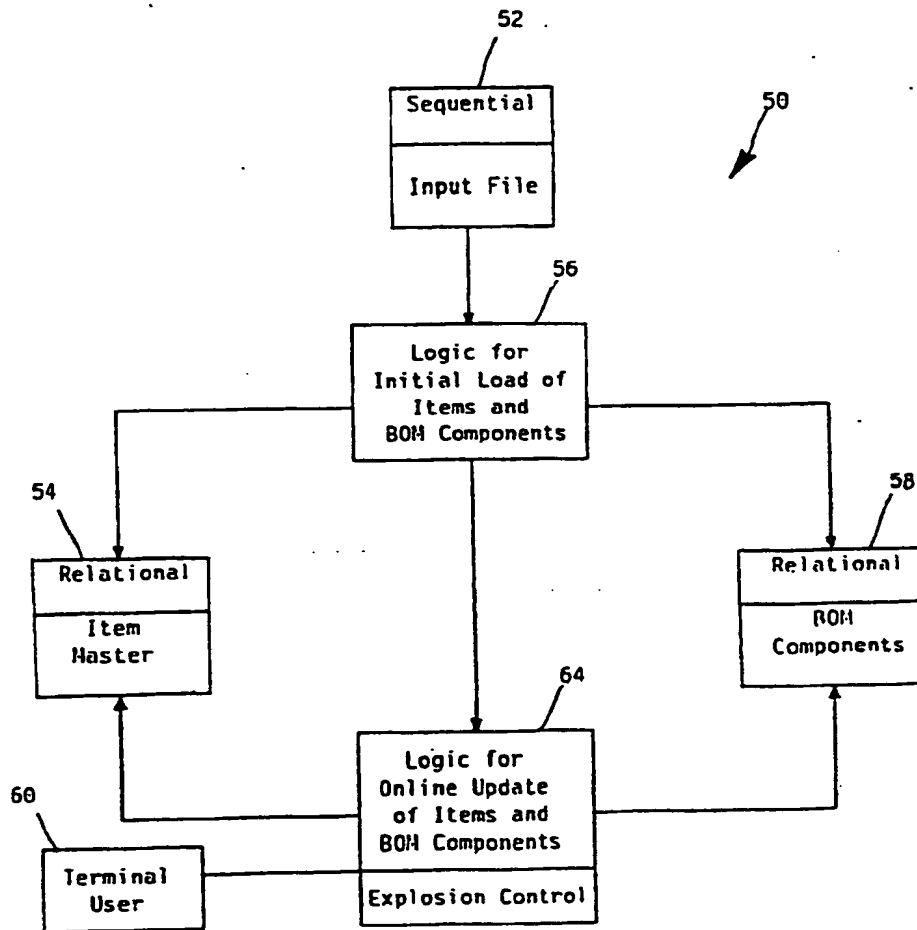 52
Sequential
50
Input File
56
Logic for
Initial Load of
Items and
BOM Components
54
58
Relational
Relational
Item
Master
BOM
Components
64
Logic for
Online Update
of Items and
BOM Components
60
Terminal
User
Explosion Control